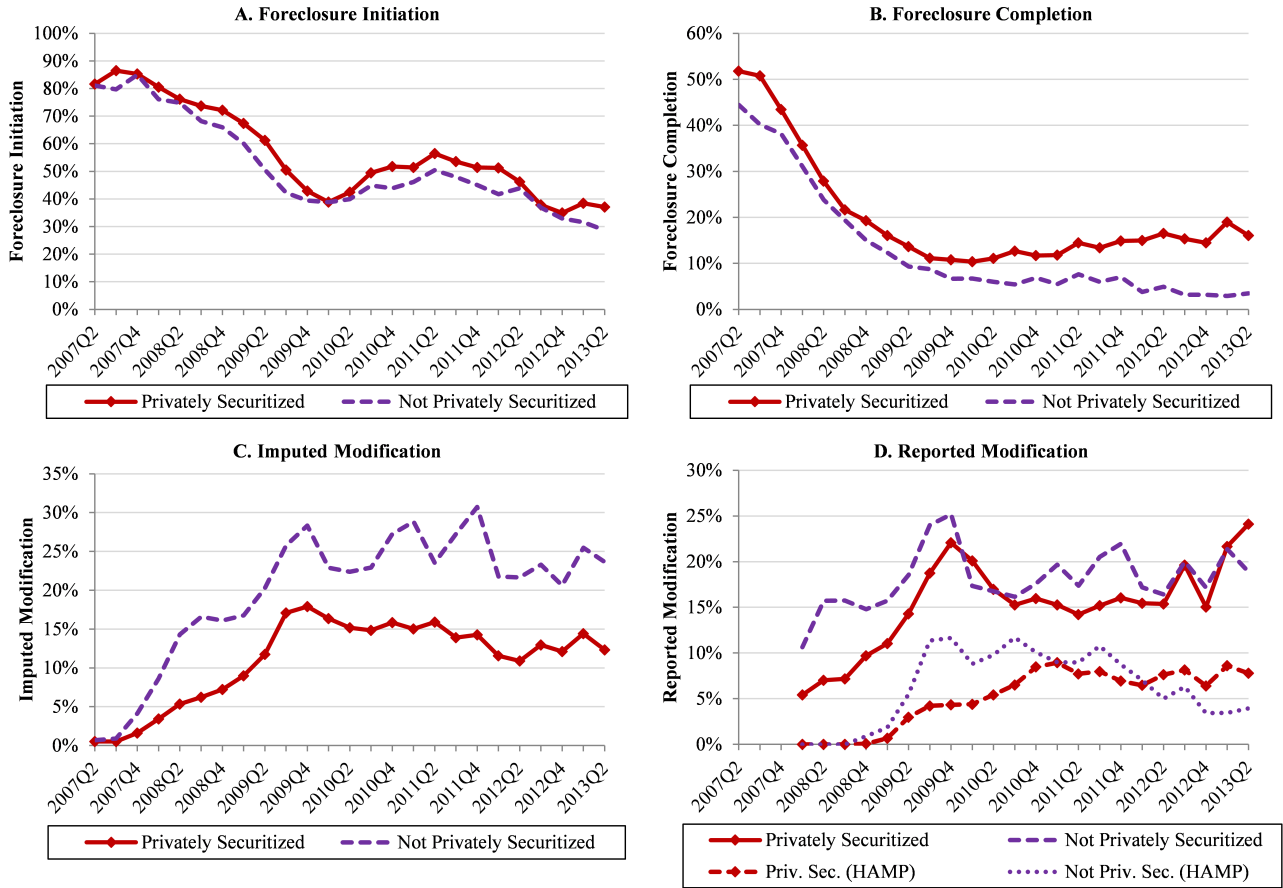 A. Foreclosure Initiation
Foreclosure Initiation
100%
90%
80%
70%
60%
50%
40%
30%
20%
10%
0%
2007Q2
2007Q4
2008Q2
2008Q4
2009Q2
2009Q4
2010Q2
2010Q4
2011Q2
2011Q4
2012Q2
2012Q4
2013Q2
Privately Securitized
Not Privately Securitized
B. Foreclosure Completion
Foreclosure Completion
60%
50%
40%
30%
20%
10%
0%
2007Q2
2007Q4
2008Q2
2008Q4
2009Q2
2009Q4
2010Q2
2010Q4
2011Q2
2011Q4
2012Q2
2012Q4
2013Q2
Privately Securitized
Not Privately Securitized
C. Imputed Modification
Imputed Modification
35%
30%
25%
20%
15%
10%
5%
0%
2007Q2
2007Q4
2008Q2
2008Q4
2009Q2
2009Q4
2010Q2
2010Q4
2011Q2
2011Q4
2012Q2
2012Q4
2013Q2
Privately Securitized
Not Privately Securitized
D. Reported Modification
Reported Modification
30%
25%
20%
15%
10%
5%
0%
2007Q2
2007Q4
2008Q2
2008Q4
2009Q2
2009Q4
2010Q2
2010Q4
2011Q2
2011Q4
2012Q2
2012Q4
2013Q2
Privately Securitized
Not Privately Securitized
Priv. Sec. (HAMP)
Not Priv. Sec. (HAMP)